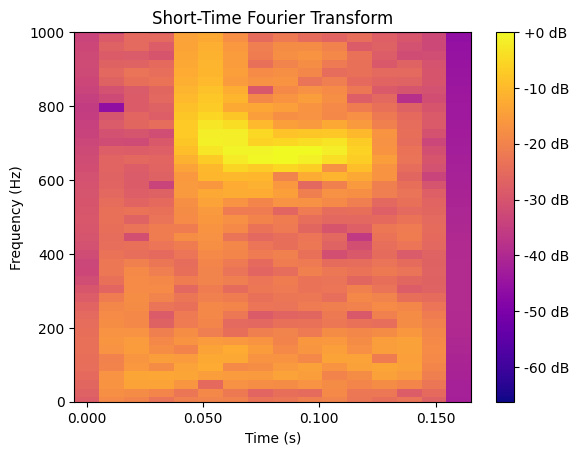 Short-Time Fourier Transform
1000
800
600
400
200
0
Frequency (Hz)
0.000
0.050
0.100
0.150
Time (s)
+0 dB
-10 dB
-20 dB
-30 dB
-40 dB
-50 dB
-60 dB